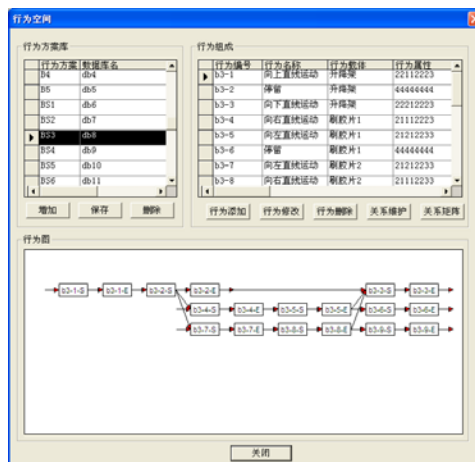 行为空间
行为方案库
行为方案 数据库名
B4 db4
B5 db5
BS1 db6
BS2 db7
BS3 db8
BS4 db9
BS5 db10
BS6 db11
增加 保存 删除
行为组成
行为编号 行为名称 行为载体 行为属性
b3-1 向上直线运动 升降架 22112223
b3-2 停留 升降架 44444444
b3-3 向下直线运动 升降架 22212223
b3-4 向右直线运动 刷胶片1 21112233
b3-5 向左直线运动 刷胶片1 21212233
b3-6 停留 刷胶片1 44444444
b3-7 向左直线运动 刷胶片2 21212233
b3-8 向右直线运动 刷胶片2 21112233
行为添加 行为修改 行为删除 关系维护 关系矩阵
行为图
b3-1-S b3-1-E b3-2-S b3-2-E b3-3-S b3-3-E
b3-4-S b3-4-E b3-5-S b3-5-E b3-6-S b3-6-E
b3-7-S b3-7-E b3-8-S b3-8-E b3-9-S b3-9-E
关闭